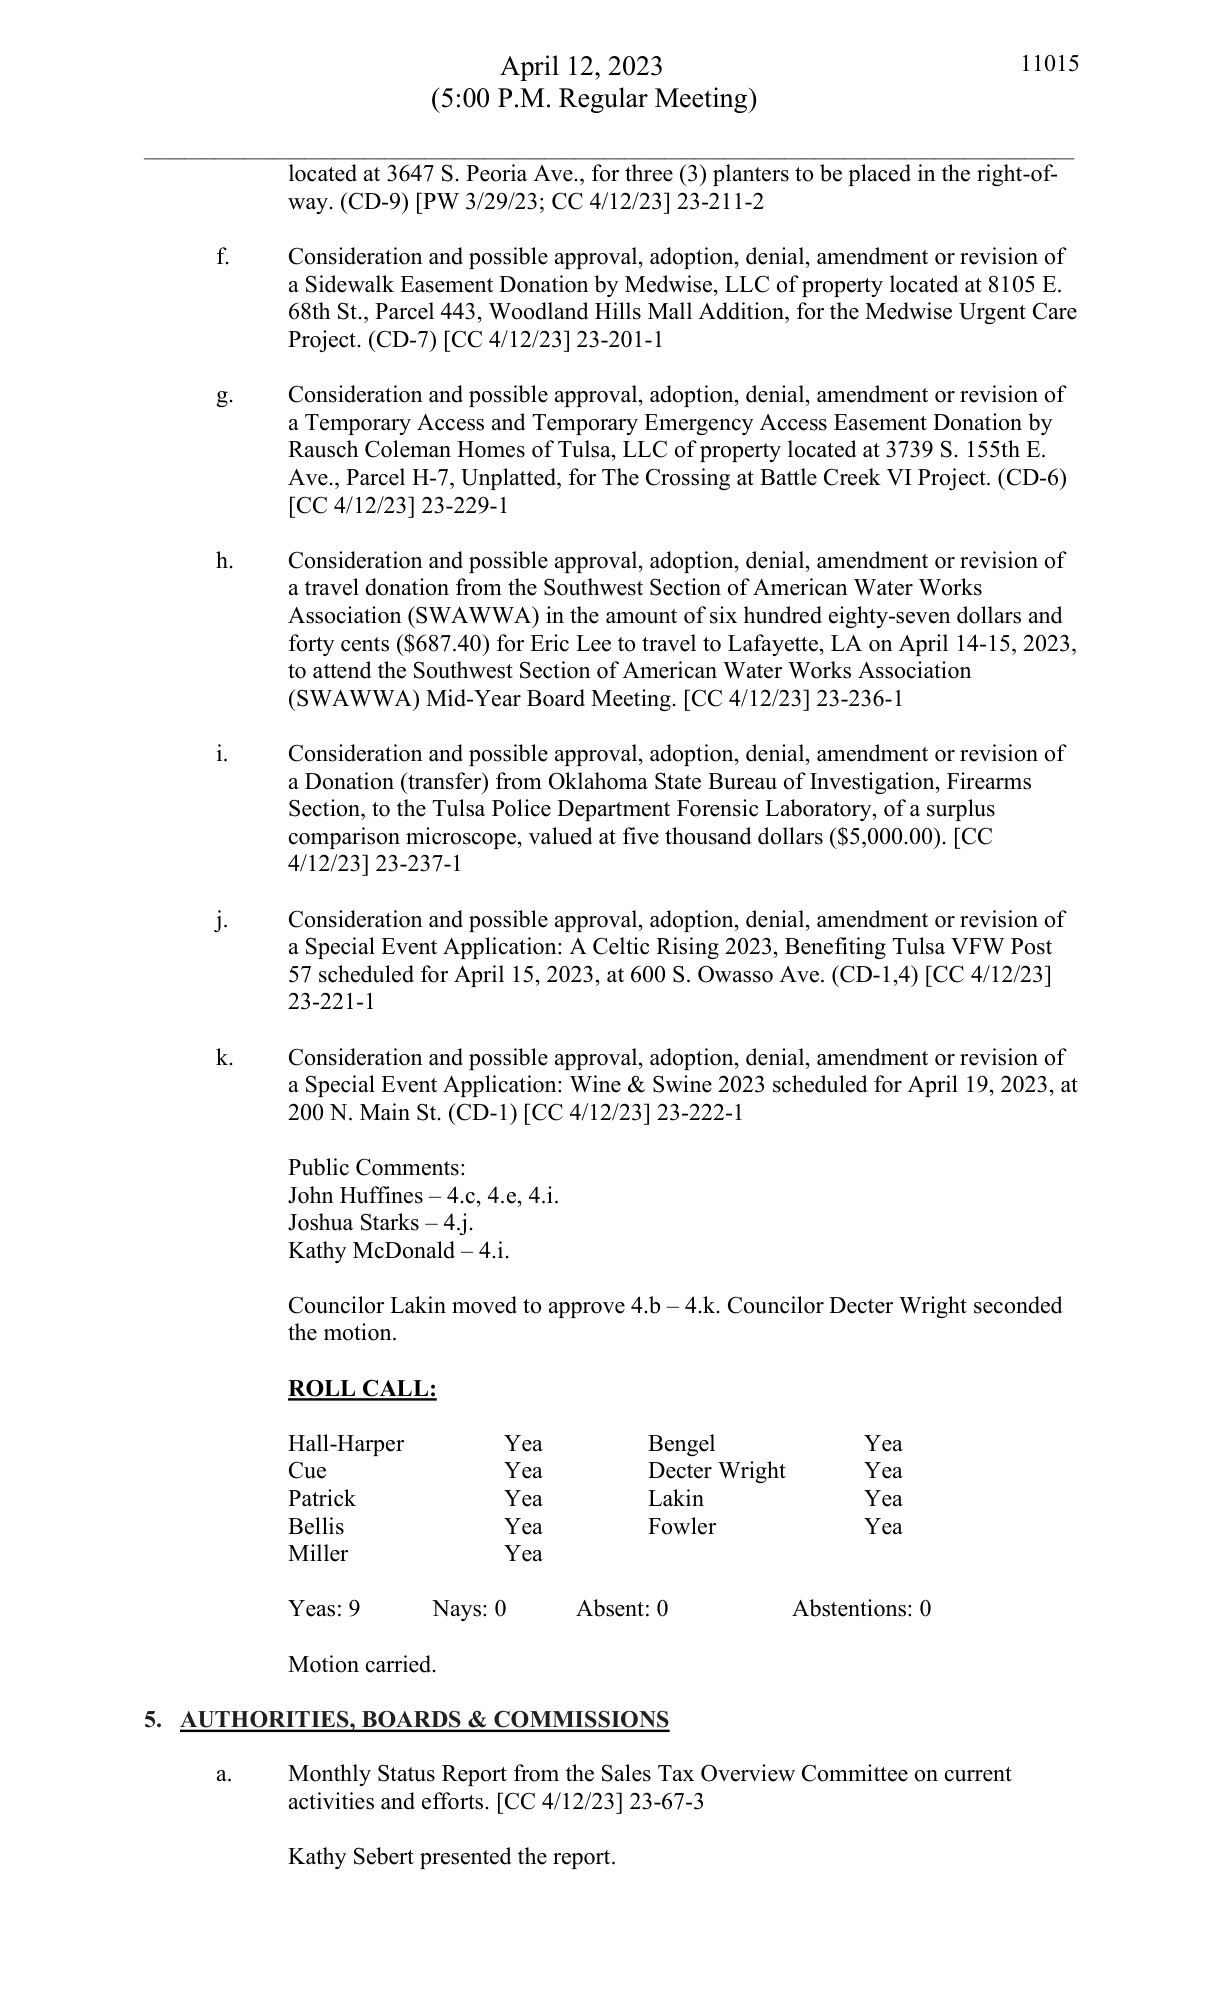 April 12, 2023
11015
(5:00 P.M. Regular Meeting)
located at 3647 S. Peoria Ave., for three (3) planters to be placed in the right-of-
way. (CD-9) [PW 3/29/23; CC 4/12/23] 23-211-2
f. Consideration and possible approval, adoption, denial, amendment or revision of
a Sidewalk Easement Donation by Medwise, LLC of property located at 8105 E.
68th St., Parcel 443, Woodland Hills Mall Addition, for the Medwise Urgent Care
Project. (CD-7) [CC 4/12/23] 23-201-1
g. Consideration and possible approval, adoption, denial, amendment or revision of
a Temporary Access and Temporary Emergency Access Easement Donation by
Rausch Coleman Homes of Tulsa, LLC of property located at 3739 S. 155th E.
Ave., Parcel H-7, Unplatted, for The Crossing at Battle Creek VI Project. (CD-6)
[CC 4/12/23] 23-229-1
h. Consideration and possible approval, adoption, denial, amendment or revision of
a travel donation from the Southwest Section of American Water Works
Association (SWAWWA) in the amount of six hundred eighty-seven dollars and
forty cents ($687.40) for Eric Lee to travel to Lafayette, LA on April 14-15, 2023,
to attend the Southwest Section of American Water Works Association
(SWAWWA) Mid-Year Board Meeting. [CC 4/12/23] 23-236-1
i. Consideration and possible approval, adoption, denial, amendment or revision of
a Donation (transfer) from Oklahoma State Bureau of Investigation, Firearms
Section, to the Tulsa Police Department Forensic Laboratory, of a surplus
comparison microscope, valued at five thousand dollars ($5,000.00). [CC
4/12/23] 23-237-1
j. Consideration and possible approval, adoption, denial, amendment or revision of
a Special Event Application: A Celtic Rising 2023, Benefiting Tulsa VFW Post
57 scheduled for April 15, 2023, at 600 S. Owasso Ave. (CD-1,4) [CC 4/12/23]
23-221-1
k. Consideration and possible approval, adoption, denial, amendment or revision of
a Special Event Application: Wine & Swine 2023 scheduled for April 19, 2023, at
200 N. Main St. (CD-1) [CC 4/12/23] 23-222-1
Public Comments:
John Huffines – 4.c, 4.e, 4.i.
Joshua Starks – 4.j.
Kathy McDonald – 4.i.
Councilor Lakin moved to approve 4.b – 4.k. Councilor Decter Wright seconded
the motion.
ROLL CALL:
Hall-Harper Yea Bengel Yea
Cue Yea Decter Wright Yea
Patrick Yea Lakin Yea
Bellis Yea Fowler Yea
Miller Yea
Yeas: 9 Nays: 0 Absent: 0 Abstentions: 0
Motion carried.
5. AUTHORITIES, BOARDS & COMMISSIONS
a. Monthly Status Report from the Sales Tax Overview Committee on current
activities and efforts. [CC 4/12/23] 23-67-3
Kathy Sebert presented the report.